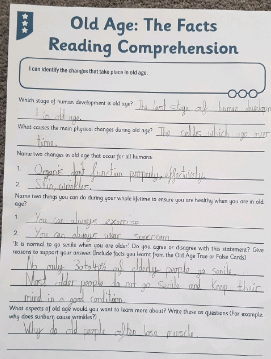 Old Age: The Facts
Reading Comprehension
I can identify the changes that take place in old age.
Which stage of human development is old age? The last stage of human
is old age.
What causes the main physical changes during old age? The cells which age over
time.
Name two changes in old age that occur for all humans.
1. Organs don't function properly, effectively.
2. Skin wrinkles.
Name two things you can do during your whole lifetime to ensure you are healthy when you are in old
age?
1. You can always exercise
2. You can always wear suncream
'It is normal to go senile when you are older'. Do you agree or disagree with this statement? Give
reasons to support your answer (include facts you learnt from the Old Age True or False Cards)
No only of elderly people go senile.
Most older people do not go senile and keep their
mind in a good condition.
What aspects of old age would you want to learn more about? Write these as questions (for example
why does sunburn cause wrinkles?)
Why do old people often lose muscle